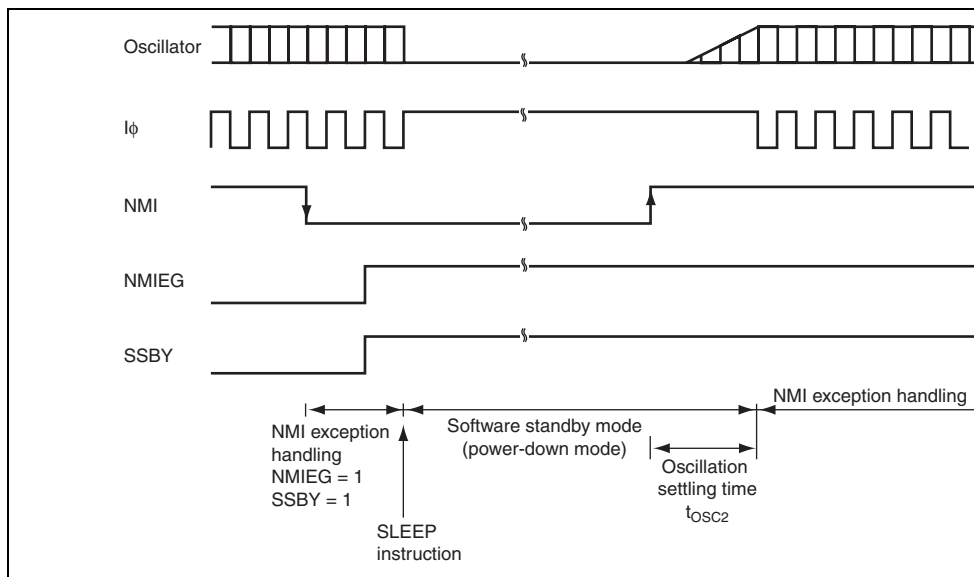 Oscillator
Iϕ
NMI
NMIEG
SSBY
NMI exception
handling
NMIEG = 1
SSBY = 1
SLEEP
instruction
Software standby mode
(power-down mode)
Oscillation
settling time
tOSC2
NMI exception handling